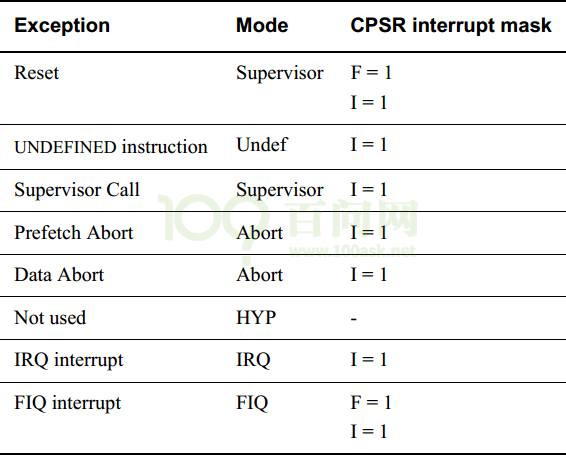 Exception Mode CPSR interrupt mask
Reset Supervisor F = 1
I = 1
UNDEFINED instruction Undef I = 1
Supervisor Call Supervisor I = 1
Prefetch Abort Abort I = 1
Data Abort Abort I = 1
Not used HYP -
IRQ interrupt IRQ I = 1
FIQ interrupt FIQ F = 1
I = 1
100 百问网
www.100ask.net